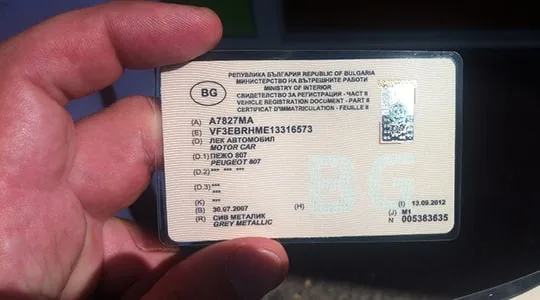 РЕПУБЛИКА БЪЛГАРИЯ REPUBLIC OF BULGARIA
МИНИСТЕРСТВО НА ВЪТРЕШНИТЕ РАБОТИ
MINISTRY OF INTERIOR
BG
СВИДЕТЕЛСТВО ЗА РЕГИСТРАЦИЯ - ЧАСТ II
VEHICLE REGISTRATION DOCUMENT - PART II
CERTIFICAT D'IMMATRICULATION - FEUILLE II
(A) A7827MA
(E) VF3EBRHME13316573
(D) ЛЕК АВТОМОБИЛ
MOTOR CAR
(D.1) ПЕЖО 807
PEUGEOT 807
(D.2) *** *** ***
BG
(D.3) ***
***
(K) ***
(B) 30.07.2007 (H) (I) 13.09.2012
(J) M1
(R) СИВ МЕТАЛИК N 005383635
GREY METALLIC